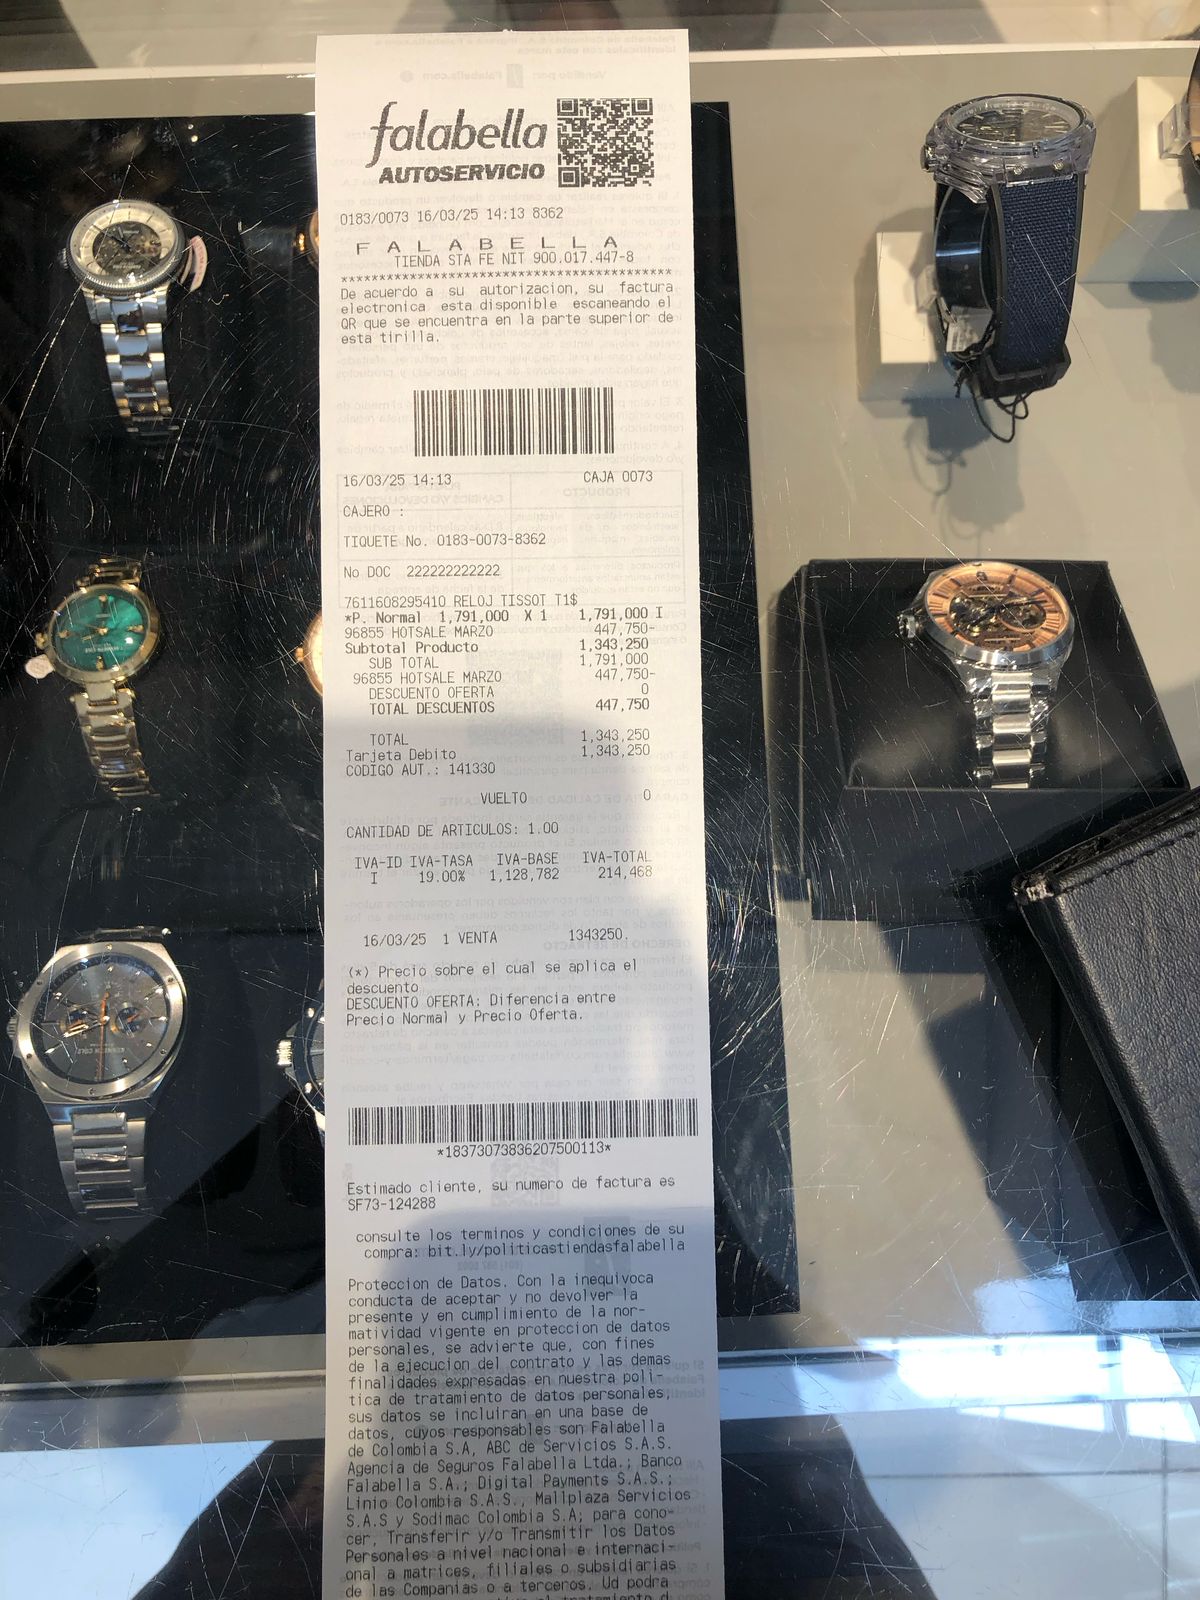 falabella
AUTOSERVICIO
0183/0073 16/03/25 14:13 8362
F A L A B E L L A
TIENDA STA FE NIT 900.017.447-8
*****************************************
De acuerdo a su autorizacion, su factura
electronica esta disponible escaneando el
QR que se encuentra en la parte superior de
esta tirilla.
16/03/25 14:13 CAJA 0073
CAJERO :
TIQUETE No. 0183-0073-8362
No DOC 222222222222
7611608295410 RELOJ TISSOT T1$
*P. Normal 1,791,000 X 1 1,791,000 I
96855 HOTSALE MARZO 447,750-
Subtotal Producto 1,343,250
SUB TOTAL 1,791,000
96855 HOTSALE MARZO 447,750-
DESCUENTO OFERTA 0
TOTAL DESCUENTOS 447,750
TOTAL 1,343,250
Tarjeta Debito 1,343,250
CODIGO AUT.: 141330
VUELTO 0
CANTIDAD DE ARTICULOS: 1.00
IVA-ID IVA-TASA IVA-BASE IVA-TOTAL
I 19.00% 1,128,782 214,468
16/03/25 1 VENTA 1343250.
(*) Precio sobre el cual se aplica el
descuento
DESCUENTO OFERTA: Diferencia entre
Precio Normal y Precio Oferta.
*18373073836207500113*
Estimado cliente, su numero de factura es
SF73-124288
consulte los terminos y condiciones de su
compra: bit.ly/politicastiendasfalabella
Proteccion de Datos. Con la inequivoca
conducta de aceptar y no devolver la
presente y en cumplimiento de la nor-
matividad vigente en proteccion de datos
personales, se advierte que, con fines
de la ejecucion del contrato y las demas
finalidades expresadas en nuestra poli-
tica de tratamiento de datos personales,
sus datos se incluiran en una base de
datos, cuyos responsables son Falabella
de Colombia S.A, ABC de Servicios S.A.S.
Agencia de Seguros Falabella Ltda.; Banco
Falabella S.A.; Digital Payments S.A.S.;
Linio Colombia S.A.S., Mallplaza Servicios
S.A.S y Sodimac Colombia S.A; para cono-
cer, Transferir y/o Transmitir los Datos
Personales a nivel nacional e internaci-
onal a matrices, filiales o subsidiarias
de las Companias o a terceros. Ud podra